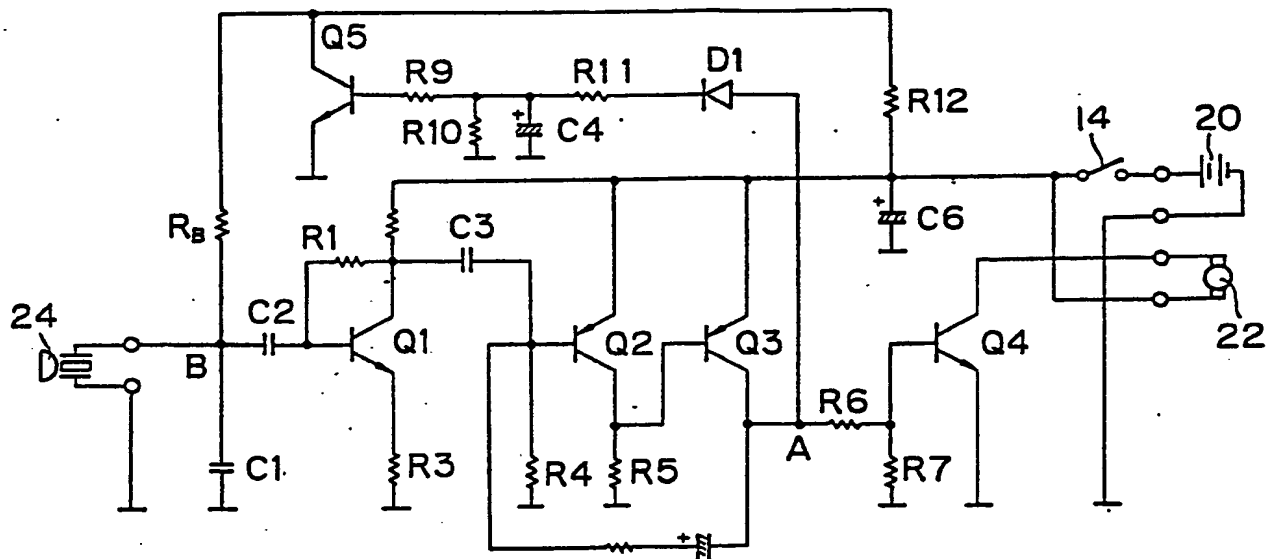 Q5
R9
R11
D1
R12
R10
+
C4
14
20
RB
R1
C3
+
C6
24
C2
B
Q1
Q2
Q3
Q4
22
R6
A
C1
R3
R4
R5
R7
+